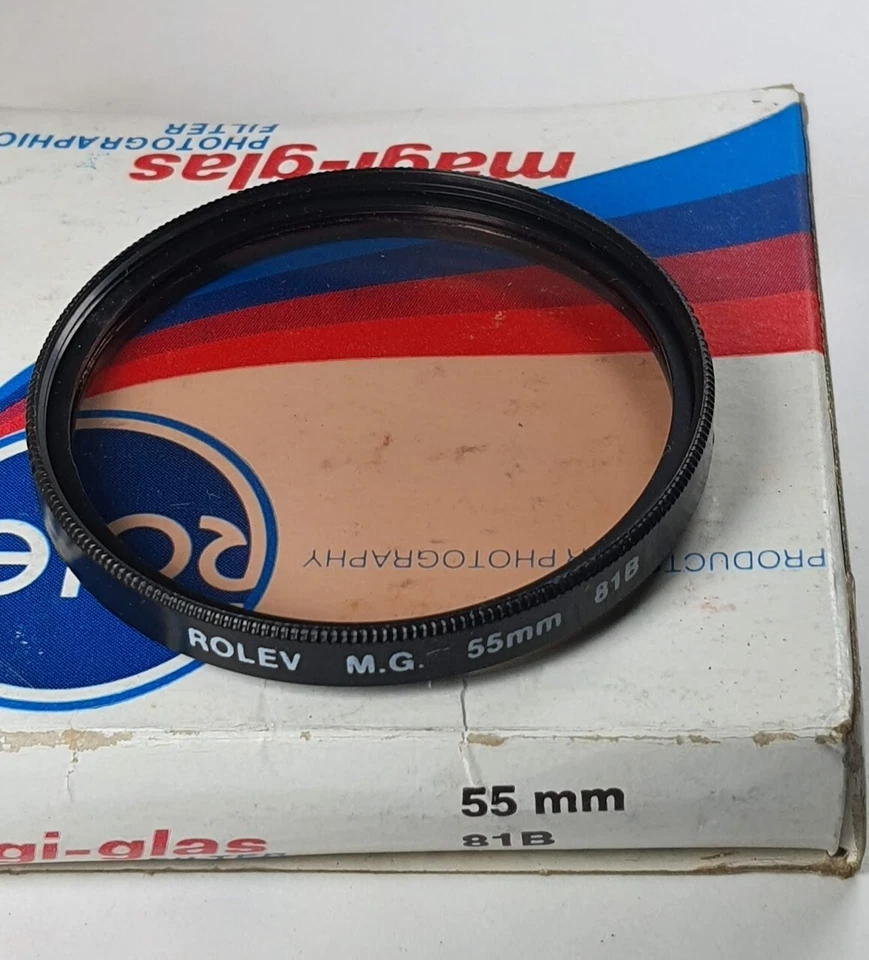 magi-glas
PHOTOGRAPHIC
FILTER
PRODUCT
PHOTOGRAPHY
ROLEV M.G. 55mm 81B
55 mm
81B
gi-glas